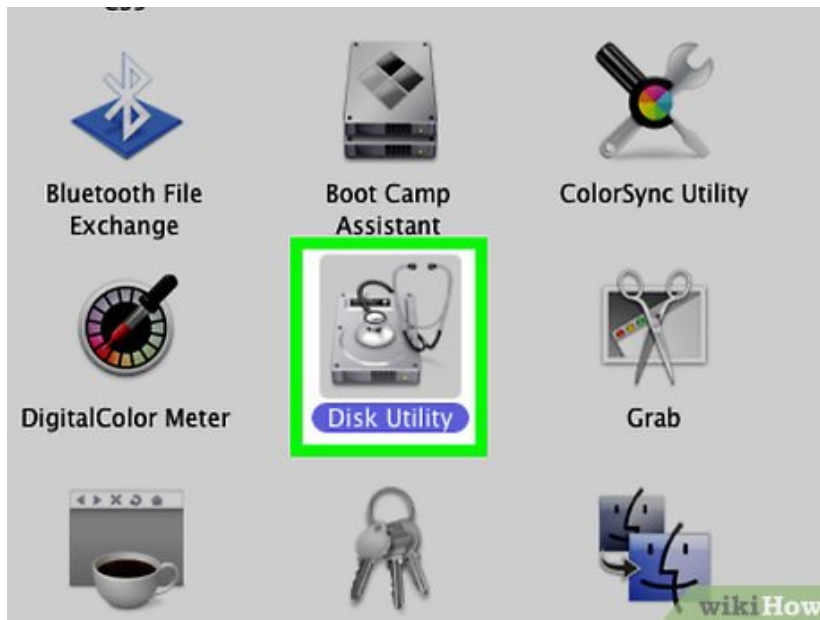 Bluetooth File
Exchange
Boot Camp
Assistant
ColorSync Utility
DigitalColor Meter
Disk Utility
Grab
wikiHow